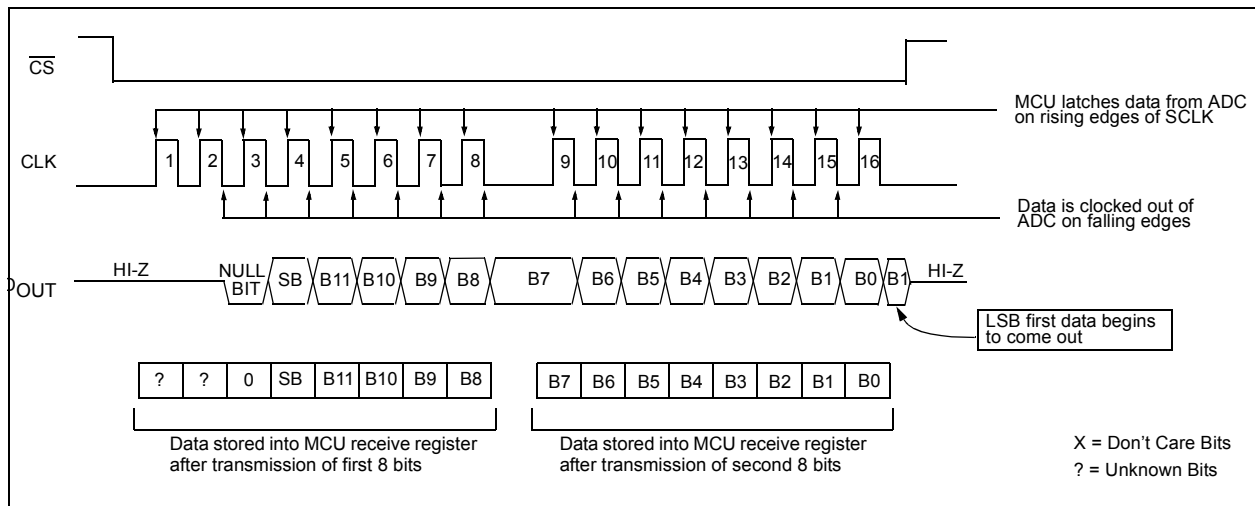 CS
MCU latches data from ADC
on rising edges of SCLK
CLK
1 2 3 4 5 6 7 8 9 10 11 12 13 14 15 16
Data is clocked out of
ADC on falling edges
HI-Z
NULL
BIT
SB B11 B10 B9 B8 B7 B6 B5 B4 B3 B2 B1 B0 B1
HI-Z
DOUT
LSB first data begins
to come out
? ? 0 SB B11 B10 B9 B8
B7 B6 B5 B4 B3 B2 B1 B0
Data stored into MCU receive register
after transmission of first 8 bits
Data stored into MCU receive register
after transmission of second 8 bits
X = Don't Care Bits
? = Unknown Bits